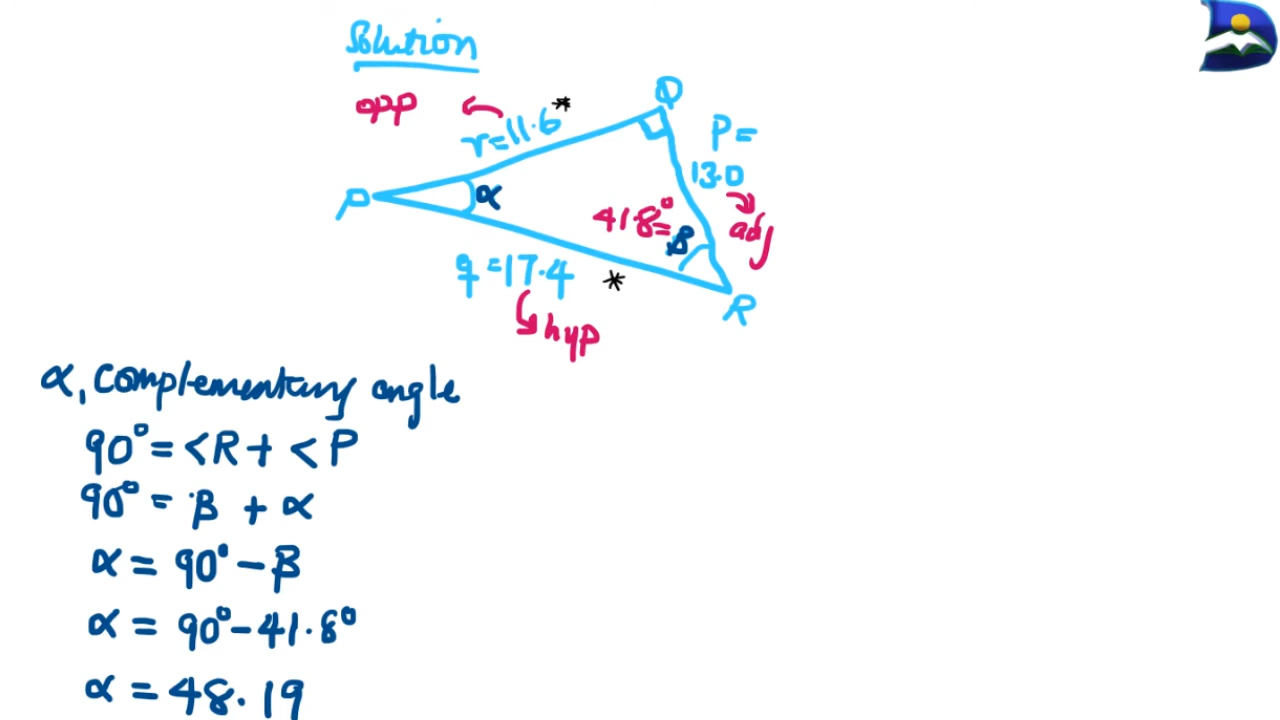 Solution
opp
r=11.6*
Q
P=
13.0
adj
P
α
41.8°=β
q=17.4 *
hyp
R
α, complementary angle
90° = <R + <P
90° = β + α
α = 90° - β
α = 90° - 41.8°
α = 48.19